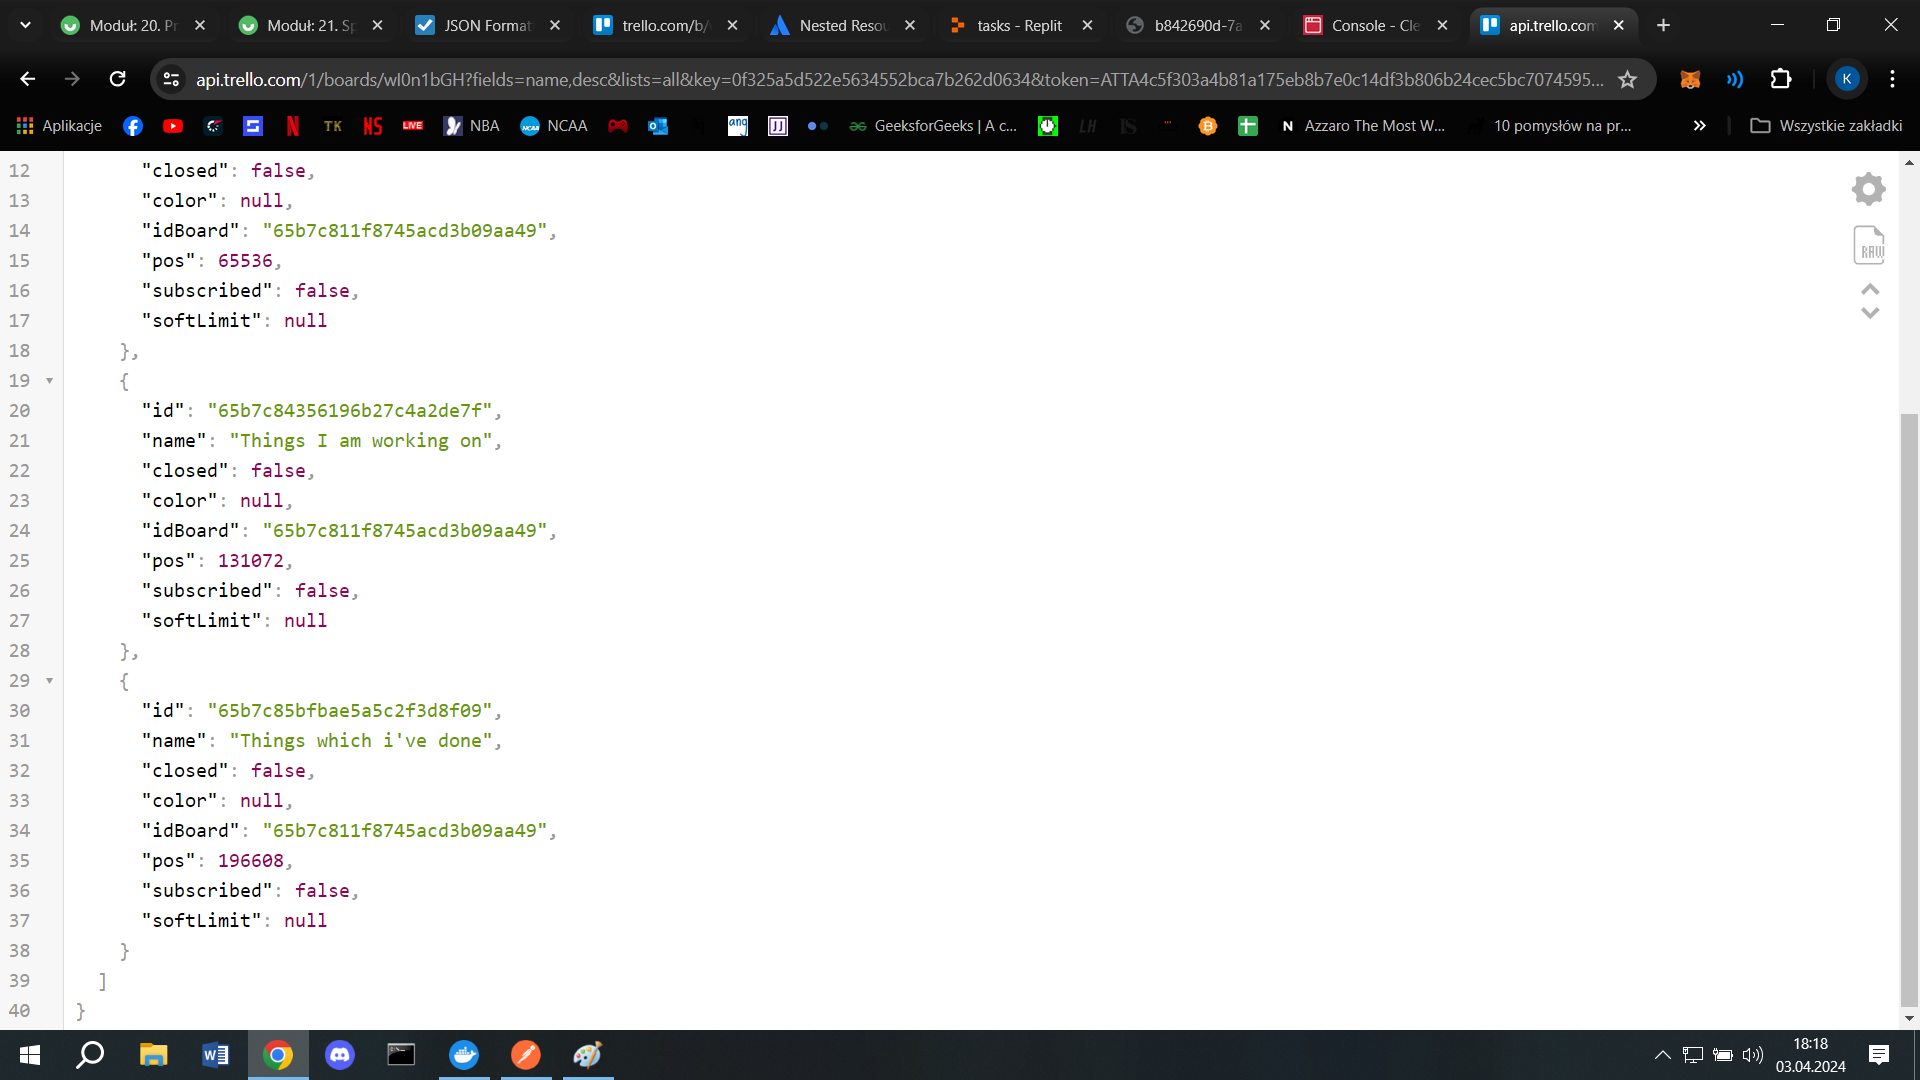 Moduł: 20. Pr
Moduł: 21. Sp
JSON Format
trello.com/b/
Nested Resou
tasks - Replit
b842690d-7a
Console - Cle
api.trello.com
api.trello.com/1/boards/wI0n1bGH?fields=name,desc&lists=all&key=0f325a5d522e5634552bca7b262d0634&token=ATTA4c5f303a4b81a175eb8b7e0c14df3b806b24cec5bc7074595...
K
Aplikacje
TK
NS
LIVE
NBA
NCAA
GeeksforGeeks | A c...
LH
IS
Azzaro The Most W...
10 pomysłów na pr...
Wszystkie zakładki
12 "closed": false,
13 "color": null,
14 "idBoard": "65b7c811f8745acd3b09aa49",
15 "pos": 65536,
16 "subscribed": false,
17 "softLimit": null
18 },
19 {
20 "id": "65b7c84356196b27c4a2de7f",
21 "name": "Things I am working on",
22 "closed": false,
23 "color": null,
24 "idBoard": "65b7c811f8745acd3b09aa49",
25 "pos": 131072,
26 "subscribed": false,
27 "softLimit": null
28 },
29 {
30 "id": "65b7c85bfbae5a5c2f3d8f09",
31 "name": "Things which i've done",
32 "closed": false,
33 "color": null,
34 "idBoard": "65b7c811f8745acd3b09aa49",
35 "pos": 196608,
36 "subscribed": false,
37 "softLimit": null
38 }
39 ]
40 }
RAW
18:18
03.04.2024